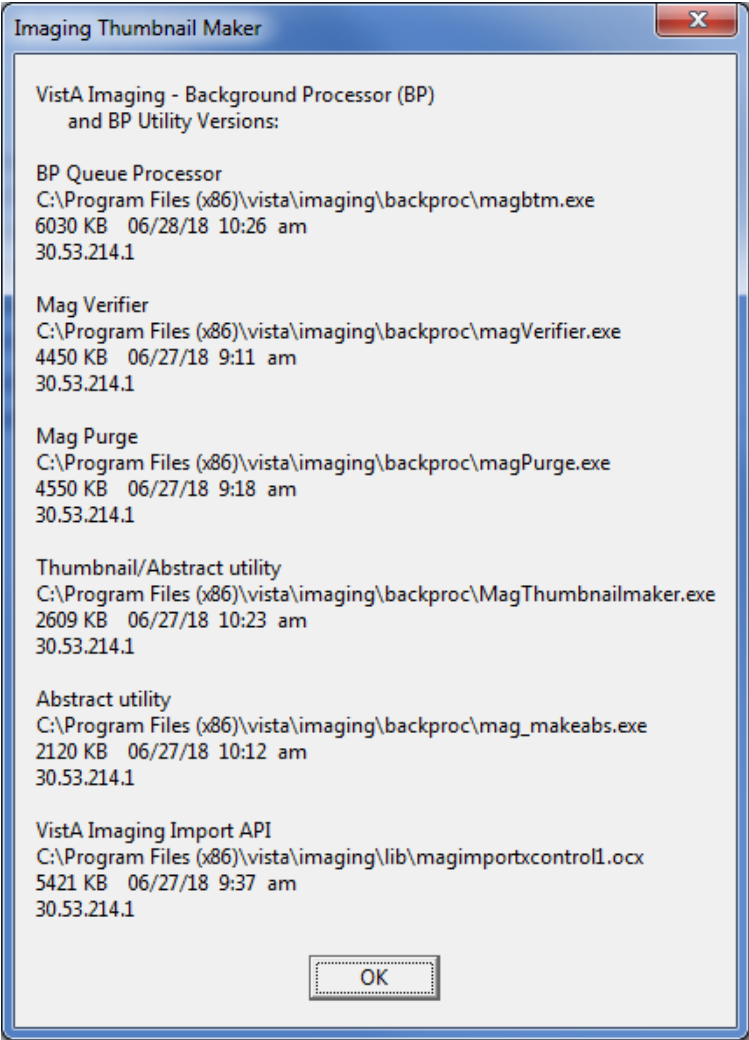 Imaging Thumbnail Maker
VistA Imaging - Background Processor (BP)
and BP Utility Versions:
BP Queue Processor
C:\Program Files (x86)\vista\imaging\backproc\magbtm.exe
6030 KB 06/28/18 10:26 am
30.53.214.1
Mag Verifier
C:\Program Files (x86)\vista\imaging\backproc\magVerifier.exe
4450 KB 06/27/18 9:11 am
30.53.214.1
Mag Purge
C:\Program Files (x86)\vista\imaging\backproc\magPurge.exe
4550 KB 06/27/18 9:18 am
30.53.214.1
Thumbnail/Abstract utility
C:\Program Files (x86)\vista\imaging\backproc\MagThumbnailmaker.exe
2609 KB 06/27/18 10:23 am
30.53.214.1
Abstract utility
C:\Program Files (x86)\vista\imaging\backproc\mag_makeabs.exe
2120 KB 06/27/18 10:12 am
30.53.214.1
VistA Imaging Import API
C:\Program Files (x86)\vista\imaging\lib\magimportxcontrol1.ocx
5421 KB 06/27/18 9:37 am
30.53.214.1
OK